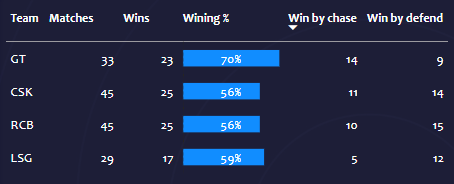 Team Matches Wins Wining % Win by chase Win by defend
GT 33 23 70% 14 9
CSK 45 25 56% 11 14
RCB 45 25 56% 10 15
LSG 29 17 59% 5 12